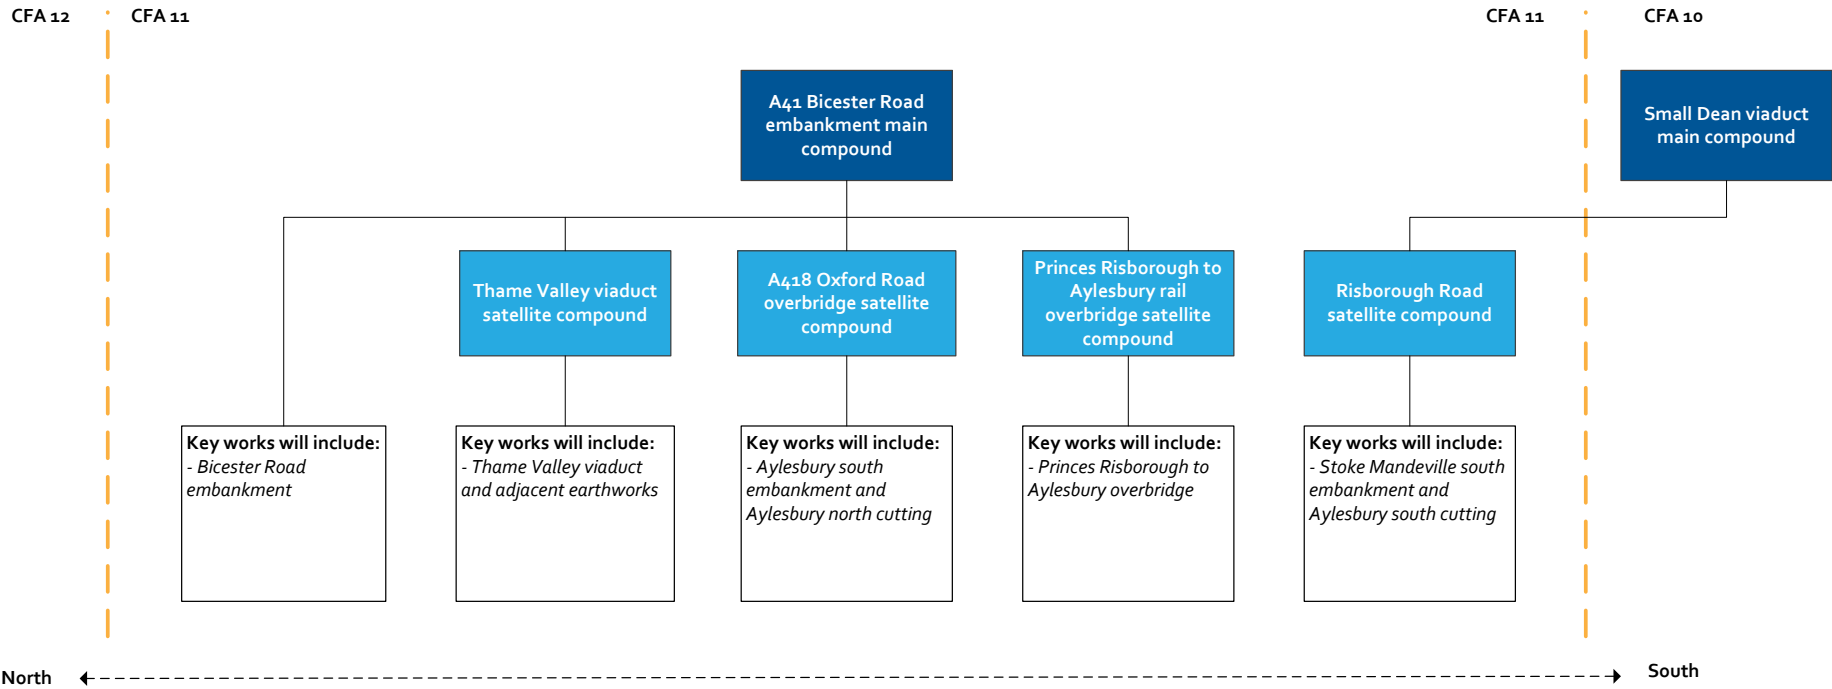 CFA 12
CFA 11
CFA 11
CFA 10
A41 Bicester Road
embankment main
compound
Small Dean viaduct
main compound
Thame Valley viaduct
satellite compound
A418 Oxford Road
overbridge satellite
compound
Princes Risborough to
Aylesbury rail
overbridge satellite
compound
Risborough Road
satellite compound
Key works will include:
- Bicester Road
embankment
Key works will include:
- Thame Valley viaduct
and adjacent earthworks
Key works will include:
- Aylesbury south
embankment and
Aylesbury north cutting
Key works will include:
- Princes Risborough to
Aylesbury overbridge
Key works will include:
- Stoke Mandeville south
embankment and
Aylesbury south cutting
North
South